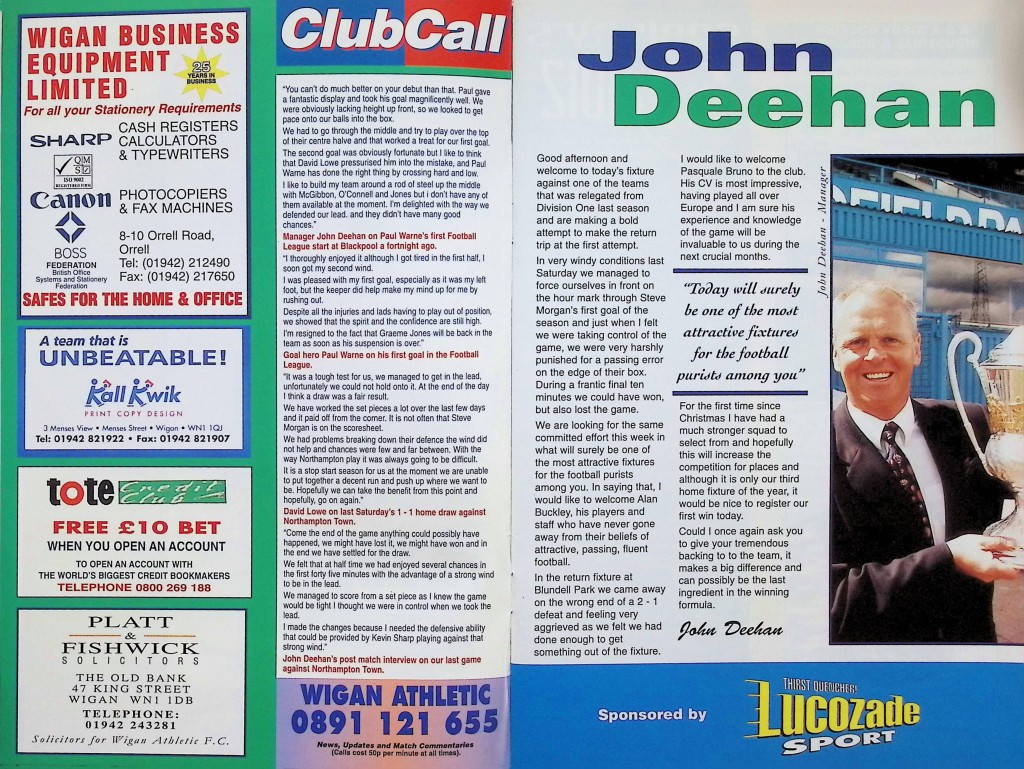 WIGAN BUSINESS
EQUIPMENT
LIMITED
25
YEARS IN
BUSINESS
For all your Stationery Requirements
SHARP
CASH REGISTERS
CALCULATORS
& TYPEWRITERS
QM
S
ISO 9002
REGISTERED FIRM
Canon
PHOTOCOPIERS
& FAX MACHINES
BOSS
FEDERATION
British Office
Systems and Stationery
Federation
8-10 Orrell Road,
Orrell
Tel: (01942) 212490
Fax: (01942) 217650
SAFES FOR THE HOME & OFFICE
A team that is
UNBEATABLE!
Kall Kwik
PRINT COPY DESIGN
3 Menses View • Menses Street • Wigan • WN1 1QJ
Tel: 01942 821922 • Fax: 01942 821907
tote Credit Club
FREE £10 BET
WHEN YOU OPEN AN ACCOUNT
TO OPEN AN ACCOUNT WITH
THE WORLD'S BIGGEST CREDIT BOOKMAKERS
TELEPHONE 0800 269 188
PLATT
&
FISHWICK
SOLICITORS
THE OLD BANK
47 KING STREET
WIGAN WN1 1DB
TELEPHONE:
01942 243281
Solicitors for Wigan Athletic F.C.
ClubCall
"You can't do much better on your debut than that. Paul gave
a fantastic display and took his goal magnificently well. We
were obviously lacking height up front, so we looked to get
pace onto our balls into the box.
We had to go through the middle and try to play over the top
of their centre halve and that worked a treat for our first goal.
The second goal was obviously fortunate but I like to think
that David Lowe pressurised him into the mistake, and Paul
Warne has done the right thing by crossing hard and low.
I like to build my team around a rod of steel up the middle
with McGibbon, O'Connell and Jones but i don't have any of
them available at the moment. I'm delighted with the way we
defended our lead. and they didn't have many good
chances."
Manager John Deehan on Paul Warne's first Football
League start at Blackpool a fortnight ago.
"I thoroughly enjoyed it although I got tired in the first half, I
soon got my second wind.
I was pleased with my first goal, especially as it was my left
foot, but the keeper did help make my mind up for me by
rushing out.
Despite all the injuries and lads having to play out of position,
we showed that the spirit and the confidence are still high.
I'm resigned to the fact that Graeme Jones will be back in the
team as soon as his suspension is over."
Goal hero Paul Warne on his first goal in the Football
League.
"It was a tough test for us, we managed to get in the lead,
unfortunately we could not hold onto it. At the end of the day
I think a draw was a fair result.
We have worked the set pieces a lot over the last few days
and it paid off from the corner. It is not often that Steve
Morgan is on the scoresheet.
We had problems breaking down their defence the wind did
not help and chances were few and far between. With the
way Northampton play it was always going to be difficult.
It is a stop start season for us at the moment we are unable
to put together a decent run and push up where we want to
be. Hopefully we can take the benefit from this point and
hopefully, go on again."
David Lowe on last Saturday's 1 - 1 home draw against
Northampton Town.
"Come the end of the game anything could possibly have
happened, we might have lost it, we might have won and in
the end we have settled for the draw.
We felt that at half time we had enjoyed several chances in
the first forty five minutes with the advantage of a strong wind
to be in the lead.
We managed to score from a set piece as I knew the game
would be tight I thought we were in control when we took the
lead.
I made the changes because I needed the defensive ability
that could be provided by Kevin Sharp playing against that
strong wind."
John Deehan's post match interview on our last game
against Northampton Town.
WIGAN ATHLETIC
0891 121 655
News, Updates and Match Commentaries
(Calls cost 50p per minute at all times).
John
Deehan
Good afternoon and
welcome to today's fixture
against one of the teams
that was relegated from
Division One last season
and are making a bold
attempt to make the return
trip at the first attempt.
In very windy conditions last
Saturday we managed to
force ourselves in front on
the hour mark through Steve
Morgan's first goal of the
season and just when I felt
we were taking control of the
game, we were very harshly
punished for a passing error
on the edge of their box.
During a frantic final ten
minutes we could have won,
but also lost the game.
We are looking for the same
committed effort this week in
what will surely be one of
the most attractive fixtures
for the football purists
among you. In saying that, I
would like to welcome Alan
Buckley, his players and
staff who have never gone
away from their beliefs of
attractive, passing, fluent
football.
In the return fixture at
Blundell Park we came away
on the wrong end of a 2 - 1
defeat and feeling very
aggrieved as we felt we had
done enough to get
something out of the fixture.
I would like to welcome
Pasquale Bruno to the club.
His CV is most impressive,
having played all over
Europe and I am sure his
experience and knowledge
of the game will be
invaluable to us during the
next crucial months.
"Today will surely
be one of the most
attractive fixtures
for the football
purists among you"
For the first time since
Christmas I have had a
much stronger squad to
select from and hopefully
this will increase the
competition for places and
although it is only our third
home fixture of the year, it
would be nice to register our
first win today.
Could I once again ask you
to give your tremendous
backing to to the team, it
makes a big difference and
can possibly be the last
ingredient in the winning
formula.
John Deehan
John Deehan - Manager
Sponsored by
THIRST QUENCHER!
LUCOZADE
SPORT